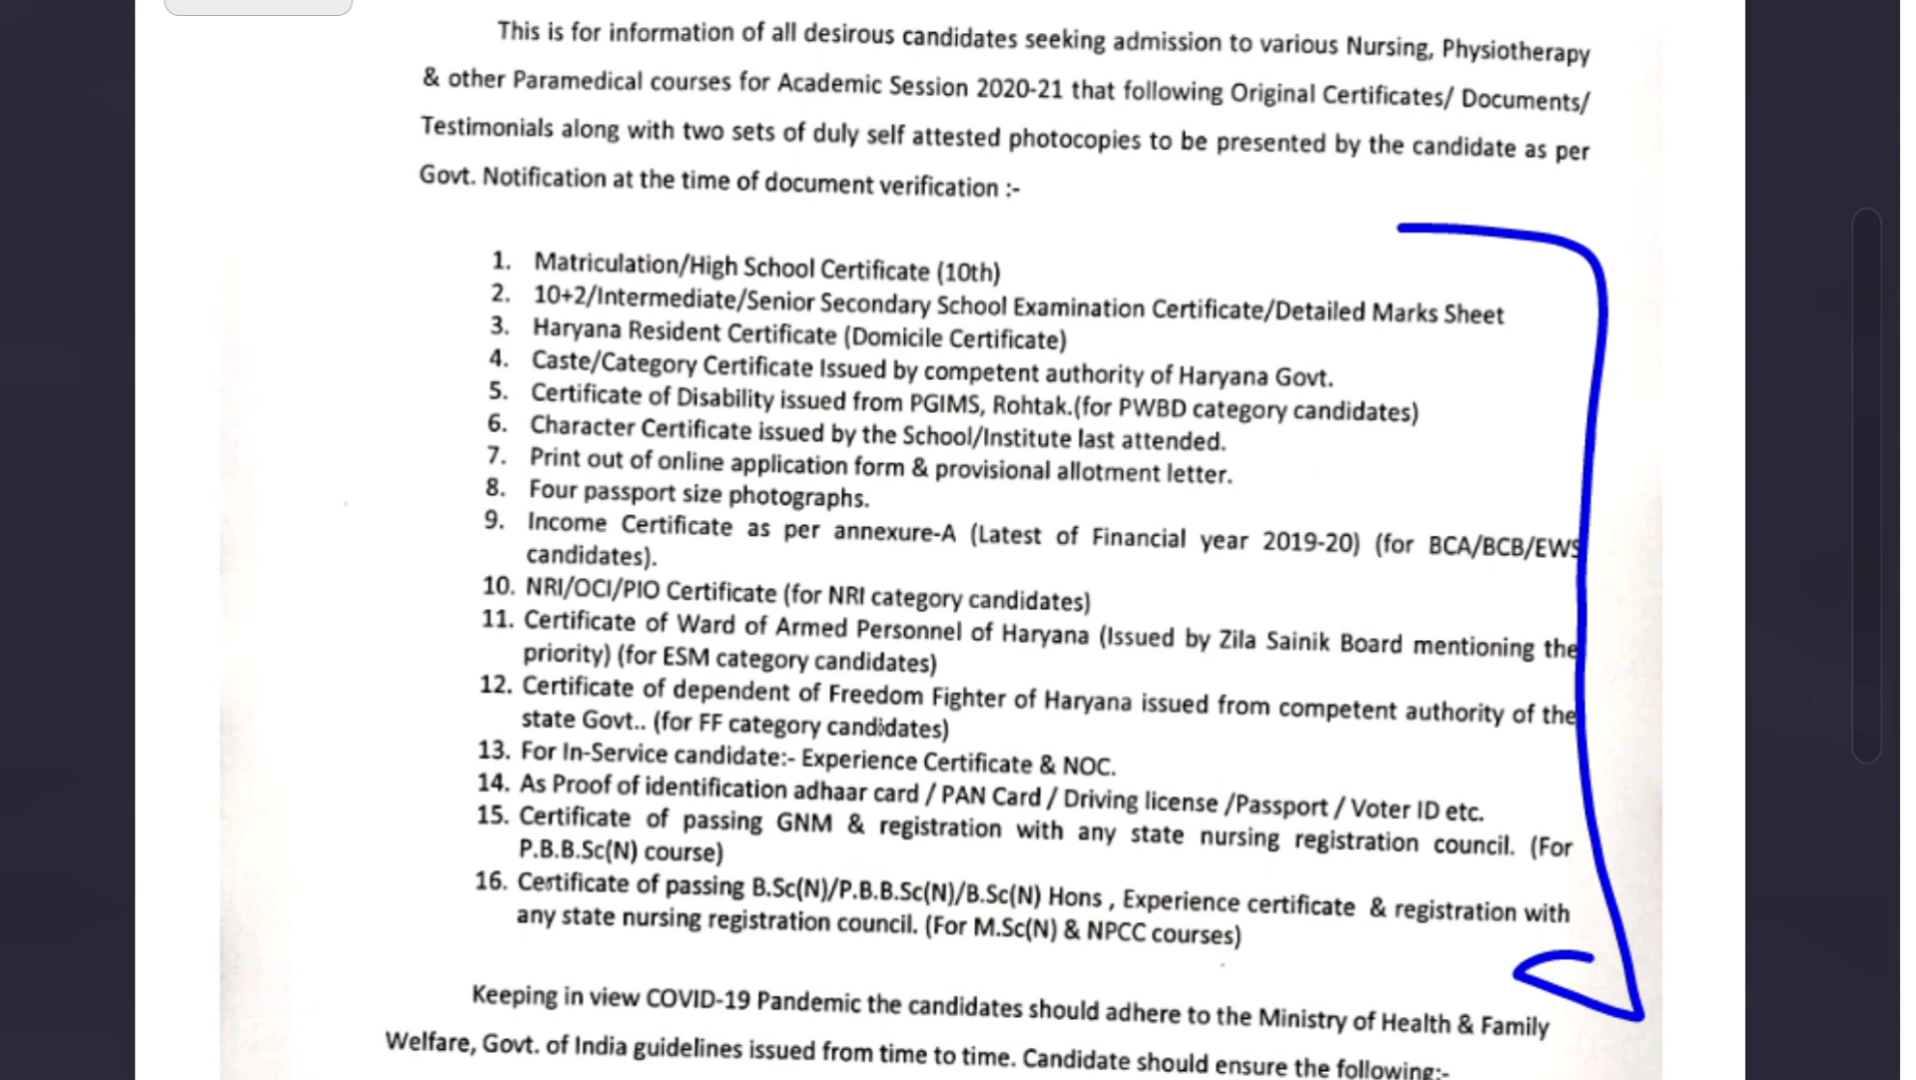 This is for information of all desirous candidates seeking admission to various Nursing, Physiotherapy
& other Paramedical courses for Academic Session 2020-21 that following Original Certificates/ Documents/
Testimonials along with two sets of duly self attested photocopies to be presented by the candidate as per
Govt. Notification at the time of document verification :-
1. Matriculation/High School Certificate (10th)
2. 10+2/Intermediate/Senior Secondary School Examination Certificate/Detailed Marks Sheet
3. Haryana Resident Certificate (Domicile Certificate)
4. Caste/Category Certificate Issued by competent authority of Haryana Govt.
5. Certificate of Disability issued from PGIMS, Rohtak.(for PWBD category candidates)
6. Character Certificate issued by the School/Institute last attended.
7. Print out of online application form & provisional allotment letter.
8. Four passport size photographs.
9. Income Certificate as per annexure-A (Latest of Financial year 2019-20) (for BCA/BCB/EWS
candidates).
10. NRI/OCI/PIO Certificate (for NRI category candidates)
11. Certificate of Ward of Armed Personnel of Haryana (Issued by Zila Sainik Board mentioning the
priority) (for ESM category candidates)
12. Certificate of dependent of Freedom Fighter of Haryana issued from competent authority of the
state Govt.. (for FF category candidates)
13. For In-Service candidate:- Experience Certificate & NOC.
14. As Proof of identification adhaar card / PAN Card / Driving license /Passport / Voter ID etc.
15. Certificate of passing GNM & registration with any state nursing registration council. (For
P.B.B.Sc(N) course)
16. Certificate of passing B.Sc(N)/P.B.B.Sc(N)/B.Sc(N) Hons , Experience certificate & registration with
any state nursing registration council. (For M.Sc(N) & NPCC courses)
Keeping in view COVID-19 Pandemic the candidates should adhere to the Ministry of Health & Family
Welfare, Govt. of India guidelines issued from time to time. Candidate should ensure the following:-